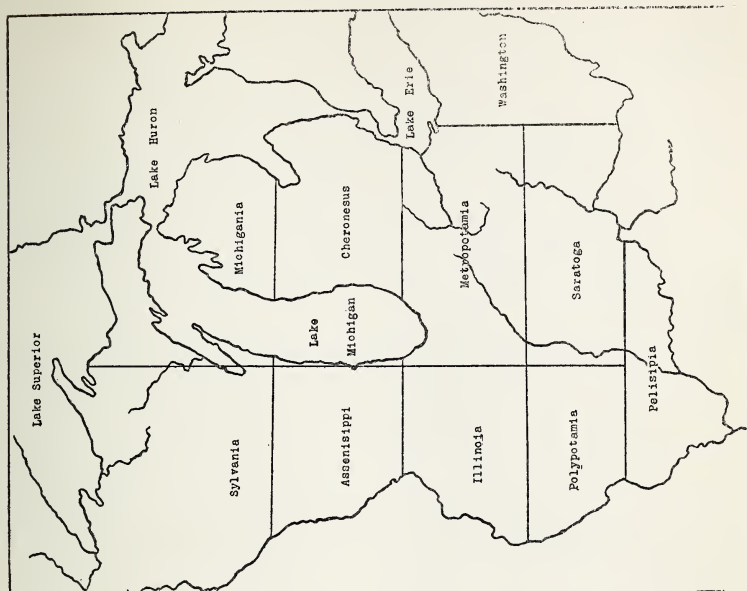 Lake Superior
Lake Huron
Michigania
Cheronesus
Lake Erie
Washington
Lake
Michigan
Metropotamia
Saratoga
Sylvania
Assenisippi
Illinoia
Polypotamia
Pelisipia